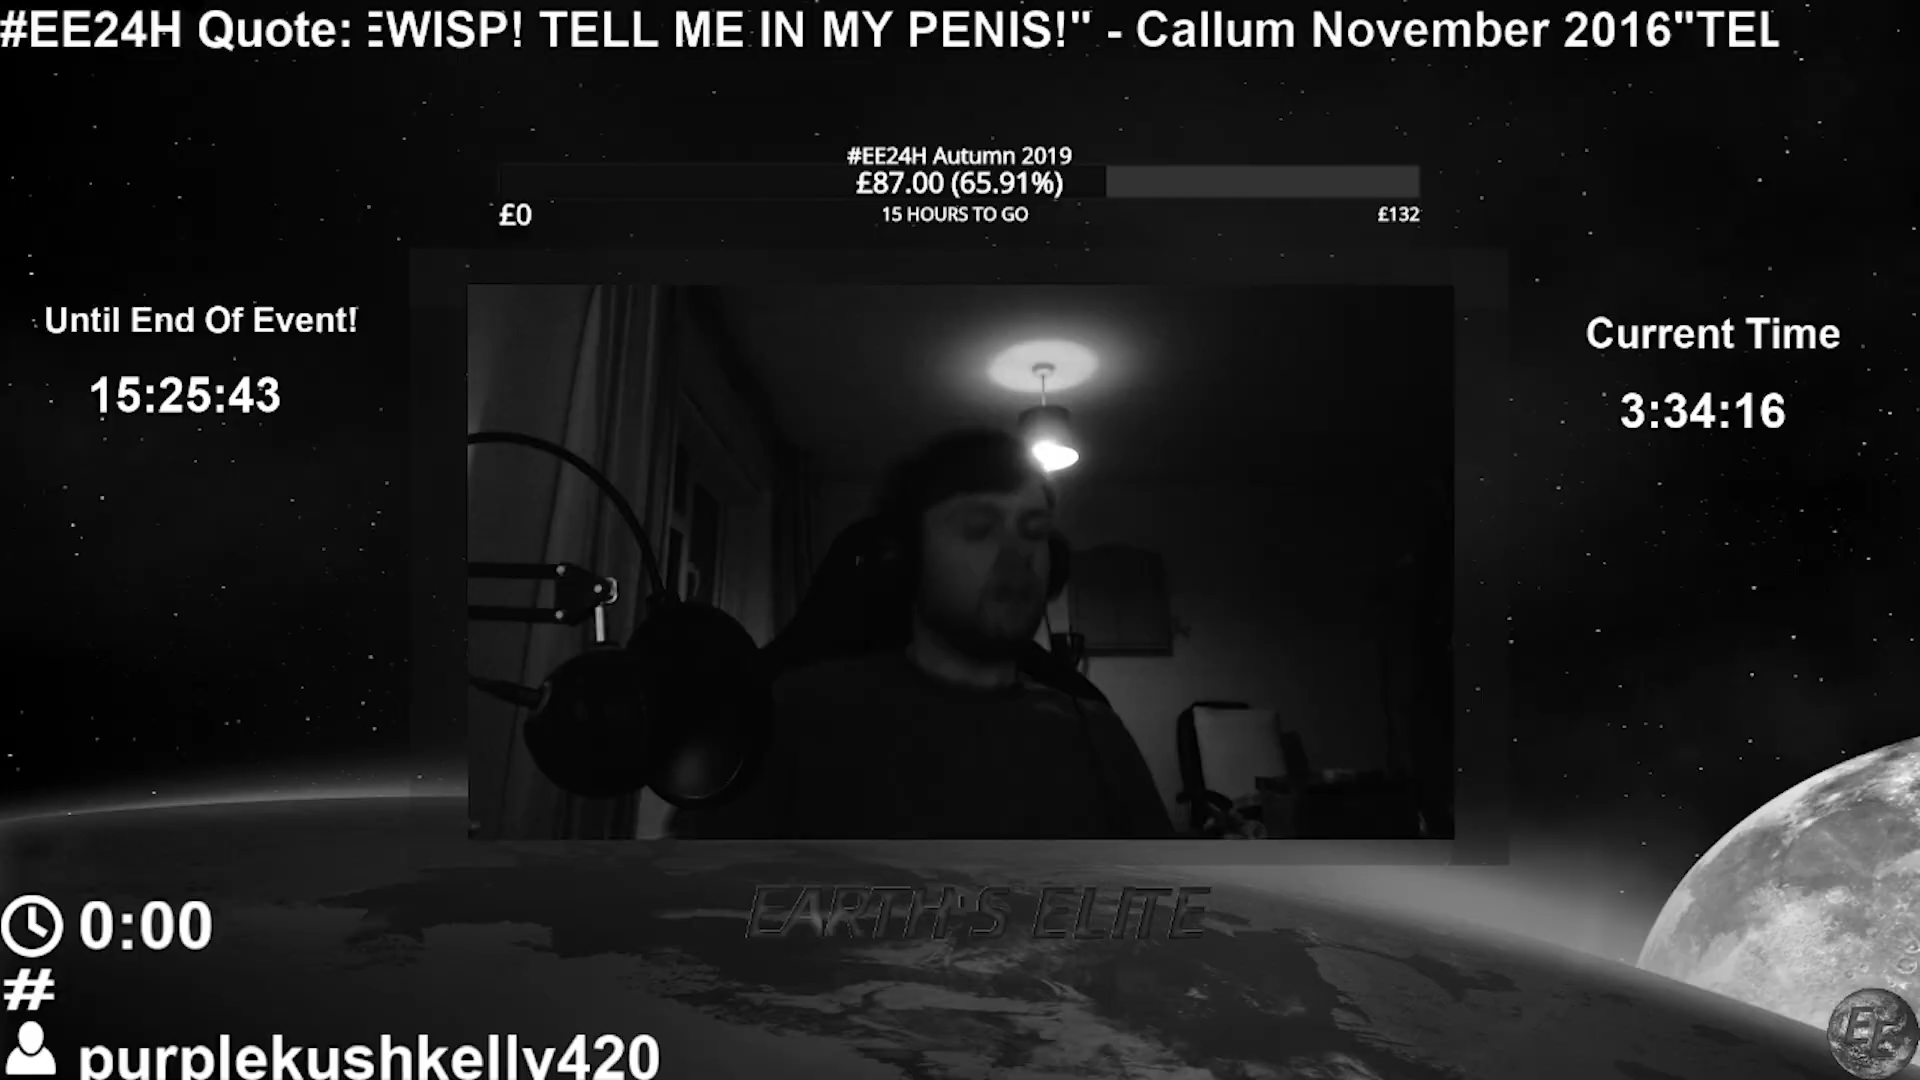 #EE24H Quote: EWISP! TELL ME IN MY PENIS!" - Callum November 2016"TEL
#EE24H Autumn 2019
£87.00 (65.91%)
£0 15 HOURS TO GO £132
Until End Of Event!
15:25:43
Current Time
3:34:16
EARTH'S ELITE
0:00
#
purplekushkelly420
EE